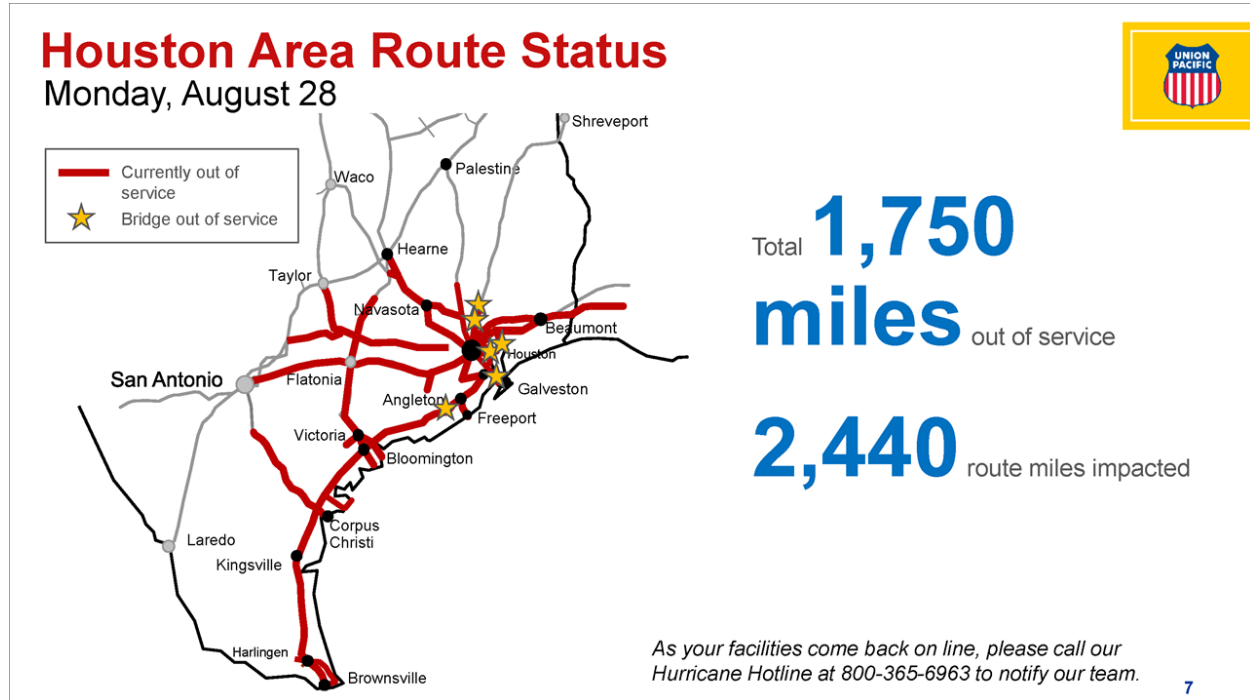 Houston Area Route Status
Monday, August 28
UNION
PACIFIC
Currently out of
service
Bridge out of service
Shreveport
Waco
Palestine
Hearne
Taylor
Navasota
Beaumont
Houston
San Antonio
Flatonia
Galveston
Angleton
Freeport
Victoria
Bloomington
Corpus
Christi
Laredo
Kingsville
Harlingen
Brownsville
Total 1,750
miles out of service
2,440 route miles impacted
As your facilities come back on line, please call our
Hurricane Hotline at 800-365-6963 to notify our team.
7